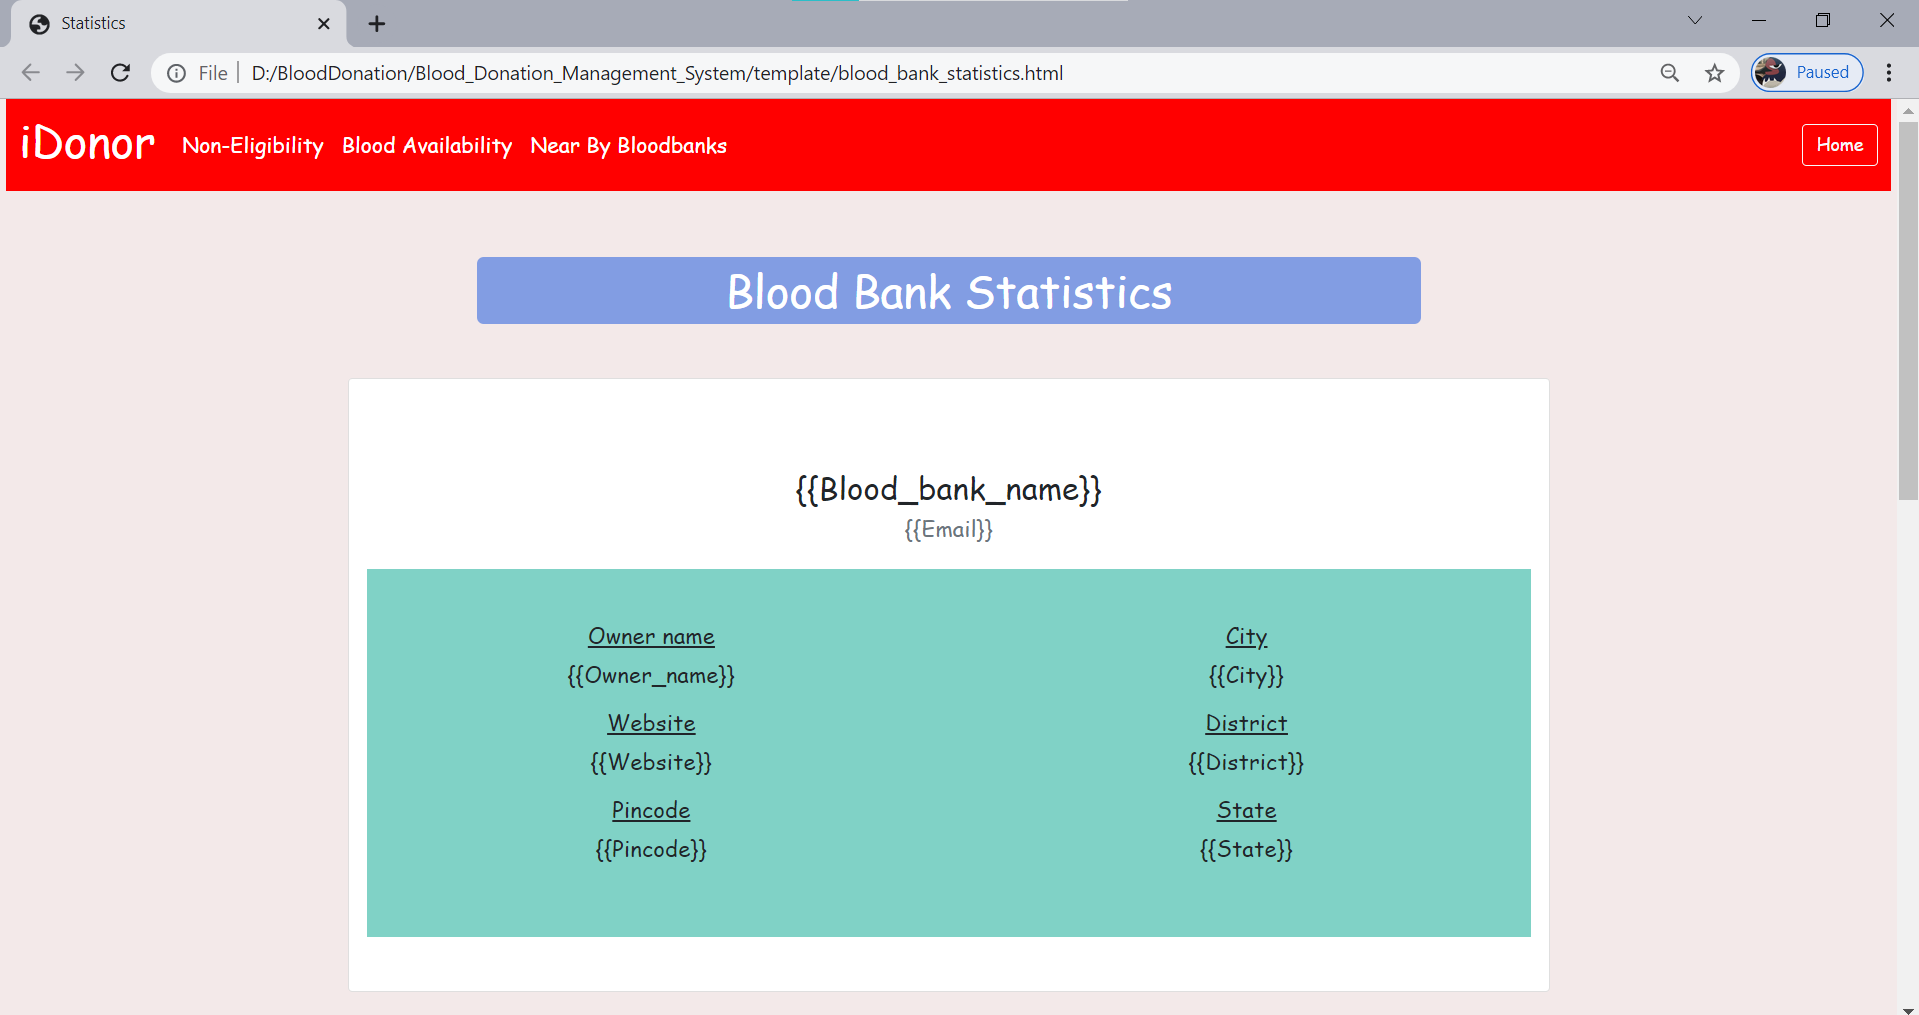 Statistics
File D:/BloodDonation/Blood_Donation_Management_System/template/blood_bank_statistics.html Paused
iDonor Non-Eligibility Blood Availability Near By Bloodbanks Home
Blood Bank Statistics
{{Blood_bank_name}}
{{Email}}
Owner name City
{{Owner_name}} {{City}}
Website District
{{Website}} {{District}}
Pincode State
{{Pincode}} {{State}}